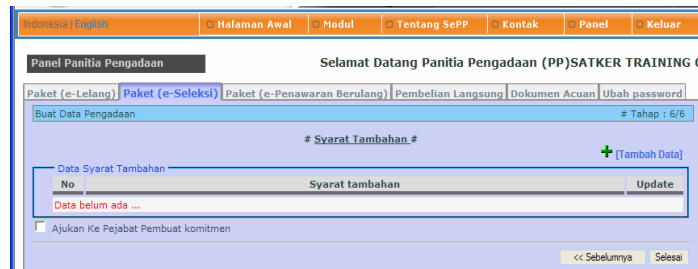 Indonesia | English Halaman Awal Modul Tentang SePP Kontak Panel Keluar
Panel Panitia Pengadaan Selamat Datang Panitia Pengadaan (PP)SATKER TRAINING
Paket (e-Lelang) Paket (e-Seleksi) Paket (e-Penawaran Berulang) Pembelian Langsung Dokumen Acuan Ubah password
Buat Data Pengadaan # Tahap : 6/6
# Syarat Tambahan #
[Tambah Data]
Data Syarat Tambahan
No Syarat tambahan Update
Data belum ada ...
Ajukan Ke Pejabat Pembuat komitmen
<< Sebelumnya Selesai